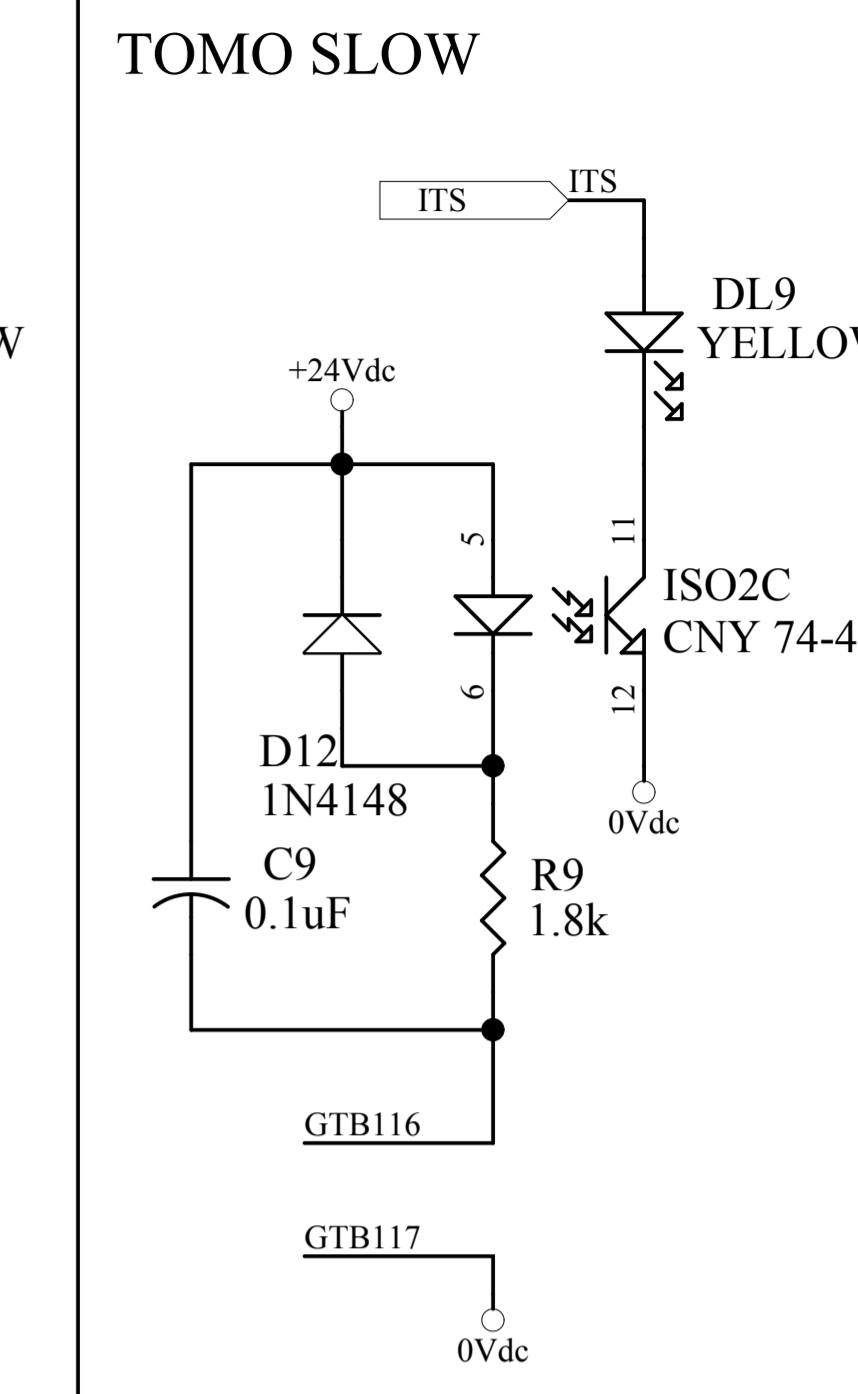 TOMO SLOW
ITS
ITS
DL9
+24Vdc
5
11
ISO2C
CNY 74-4
6
12
D12
1N4148
0Vdc
C9
0.1uF
R9
1.8k
GTB116
GTB117
0Vdc